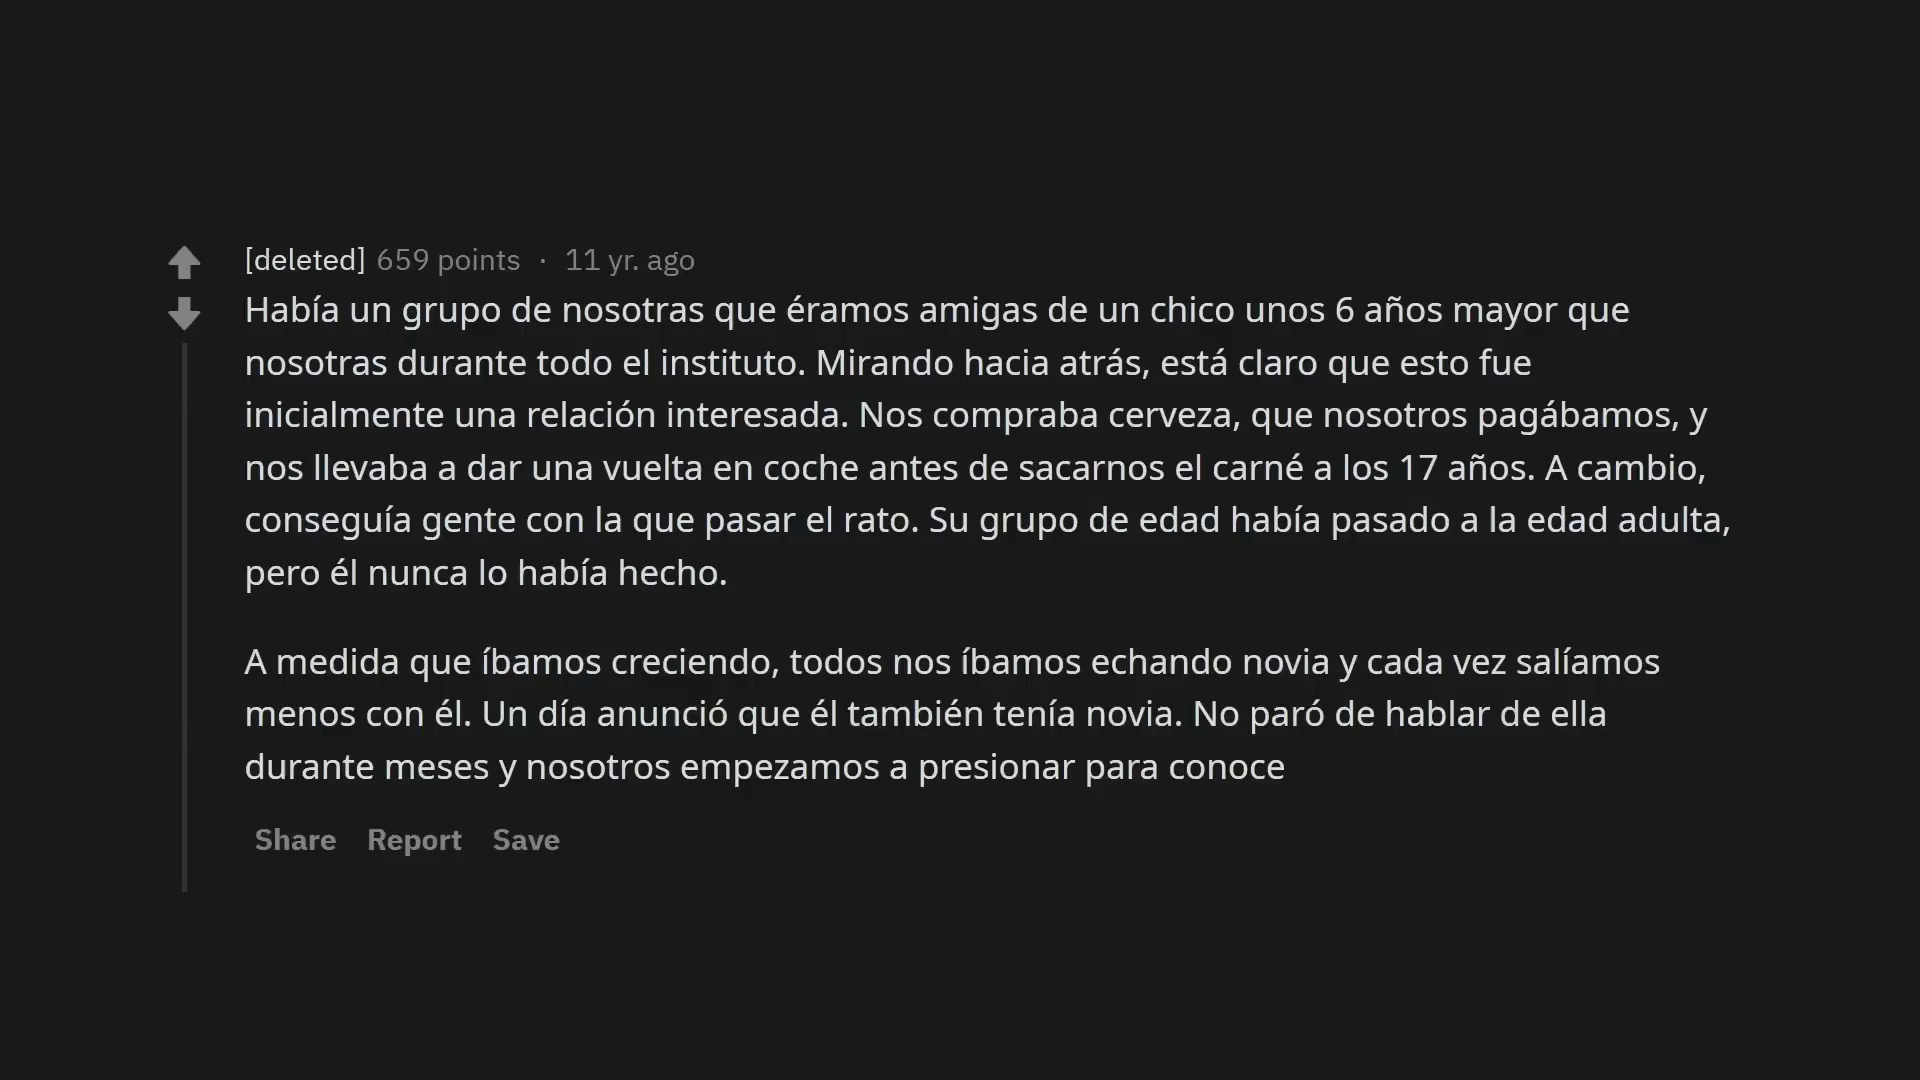 [deleted] 659 points · 11 yr. ago
Había un grupo de nosotras que éramos amigas de un chico unos 6 años mayor que
nosotras durante todo el instituto. Mirando hacia atrás, está claro que esto fue
inicialmente una relación interesada. Nos compraba cerveza, que nosotros pagábamos, y
nos llevaba a dar una vuelta en coche antes de sacarnos el carné a los 17 años. A cambio,
conseguía gente con la que pasar el rato. Su grupo de edad había pasado a la edad adulta,
pero él nunca lo había hecho.
A medida que íbamos creciendo, todos nos íbamos echando novia y cada vez salíamos
menos con él. Un día anunció que él también tenía novia. No paró de hablar de ella
durante meses y nosotros empezamos a presionar para conoce
Share Report Save